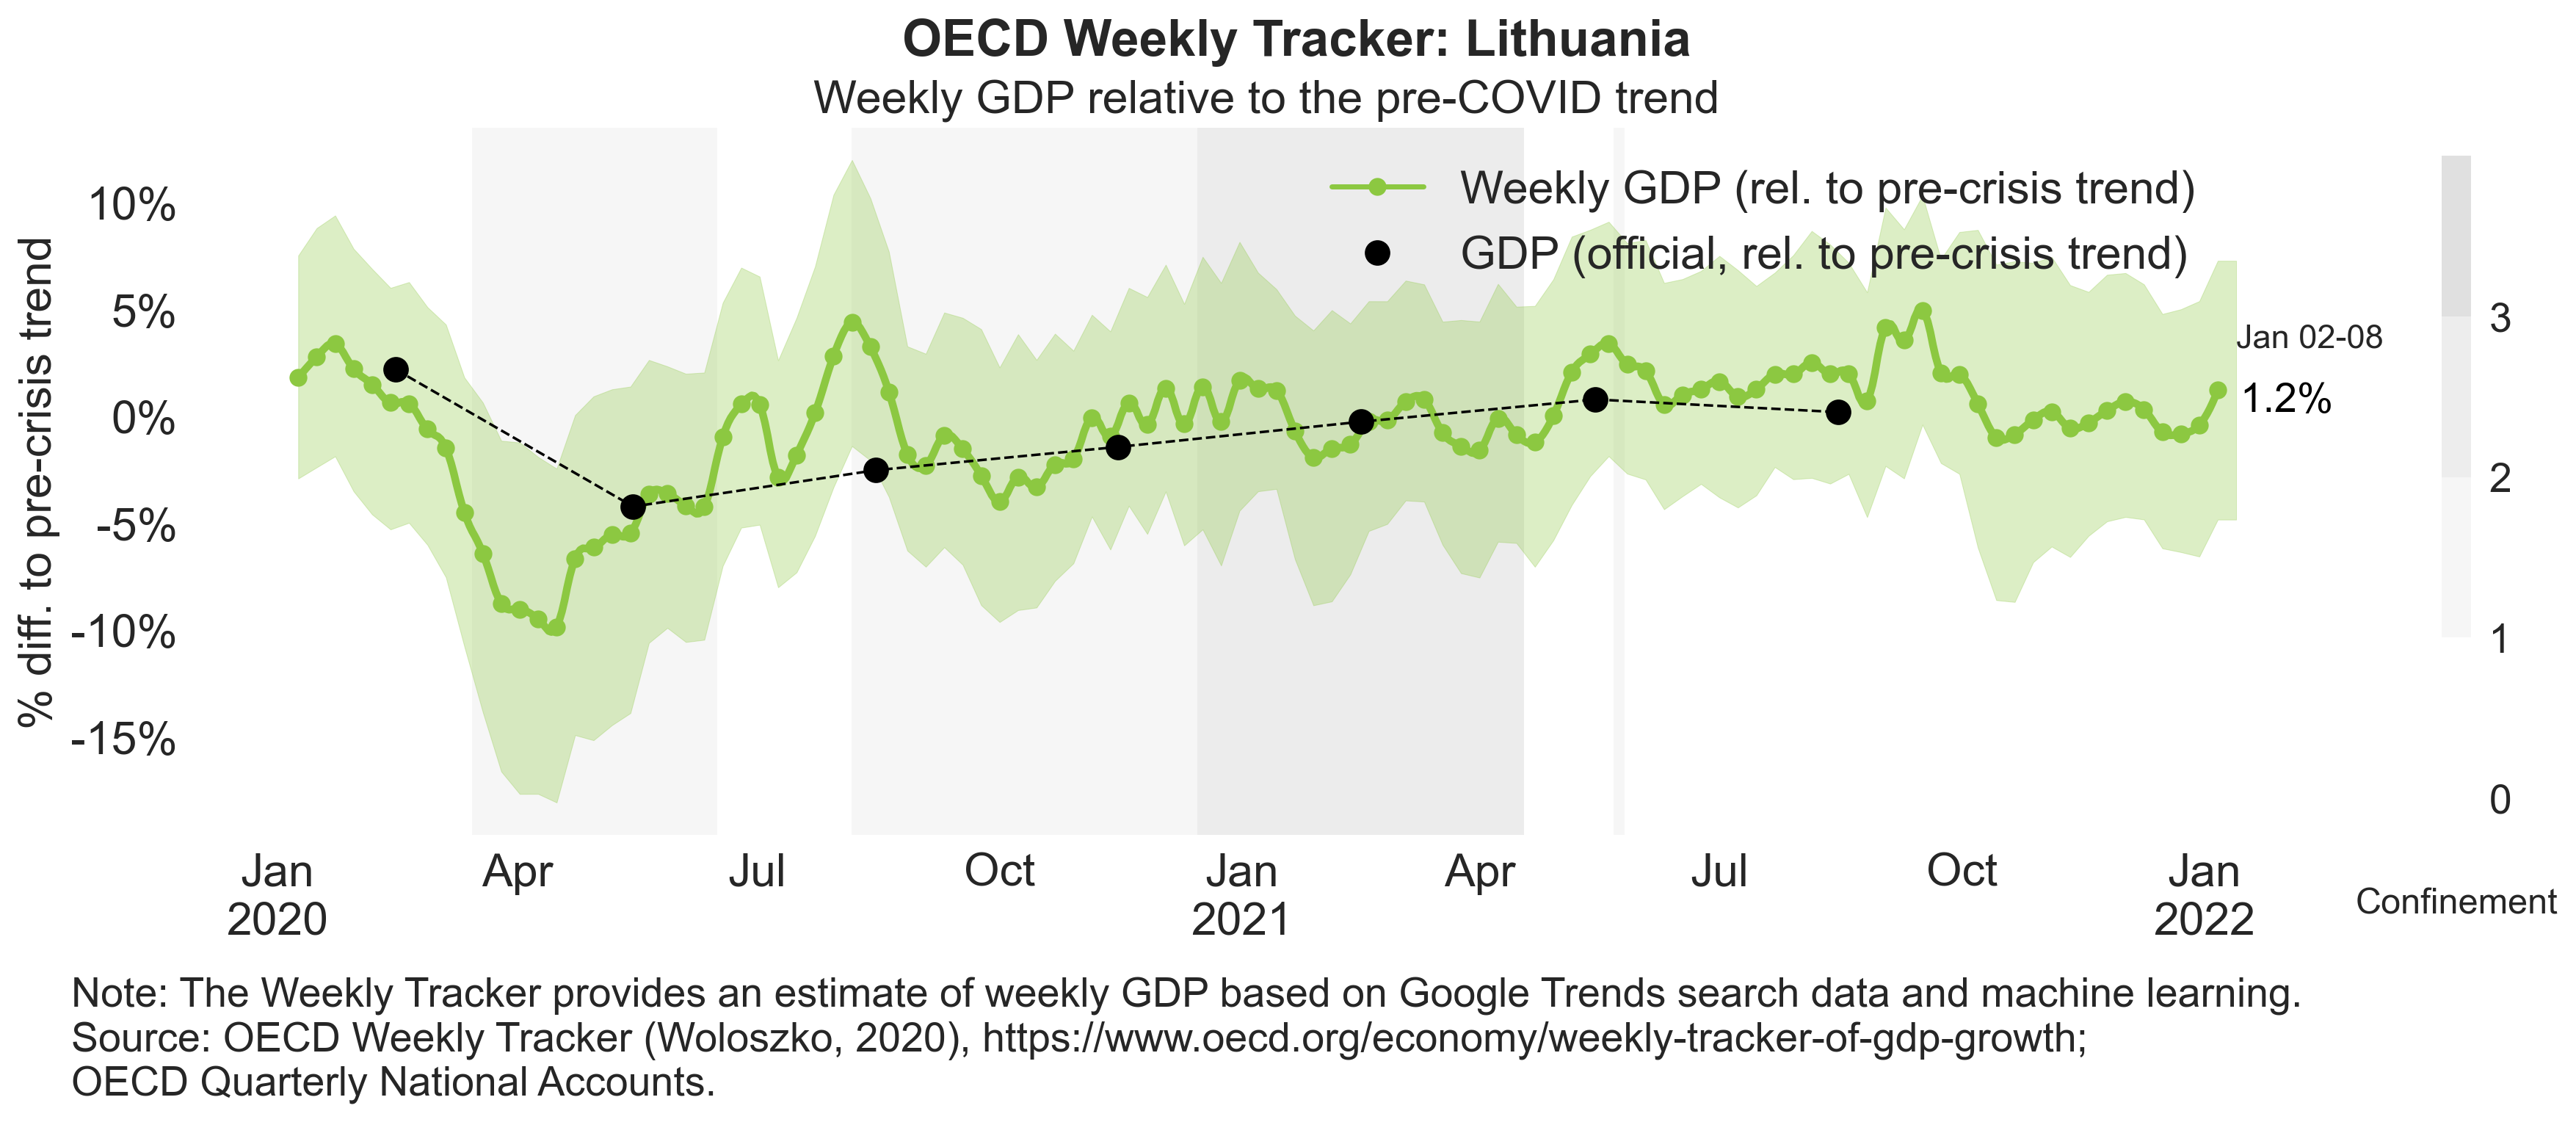 OECD Weekly Tracker: Lithuania
Weekly GDP relative to the pre-COVID trend
% diff. to pre-crisis trend
10%
5%
0%
-5%
-10%
-15%
Weekly GDP (rel. to pre-crisis trend)
GDP (official, rel. to pre-crisis trend)
Jan 02-08
1.2%
3
2
1
0
Confinement
Jan Apr Jul Oct Jan Apr Jul Oct Jan
2020 2021 2022
Note: The Weekly Tracker provides an estimate of weekly GDP based on Google Trends search data and machine learning.
Source: OECD Weekly Tracker (Woloszko, 2020), https://www.oecd.org/economy/weekly-tracker-of-gdp-growth;
OECD Quarterly National Accounts.